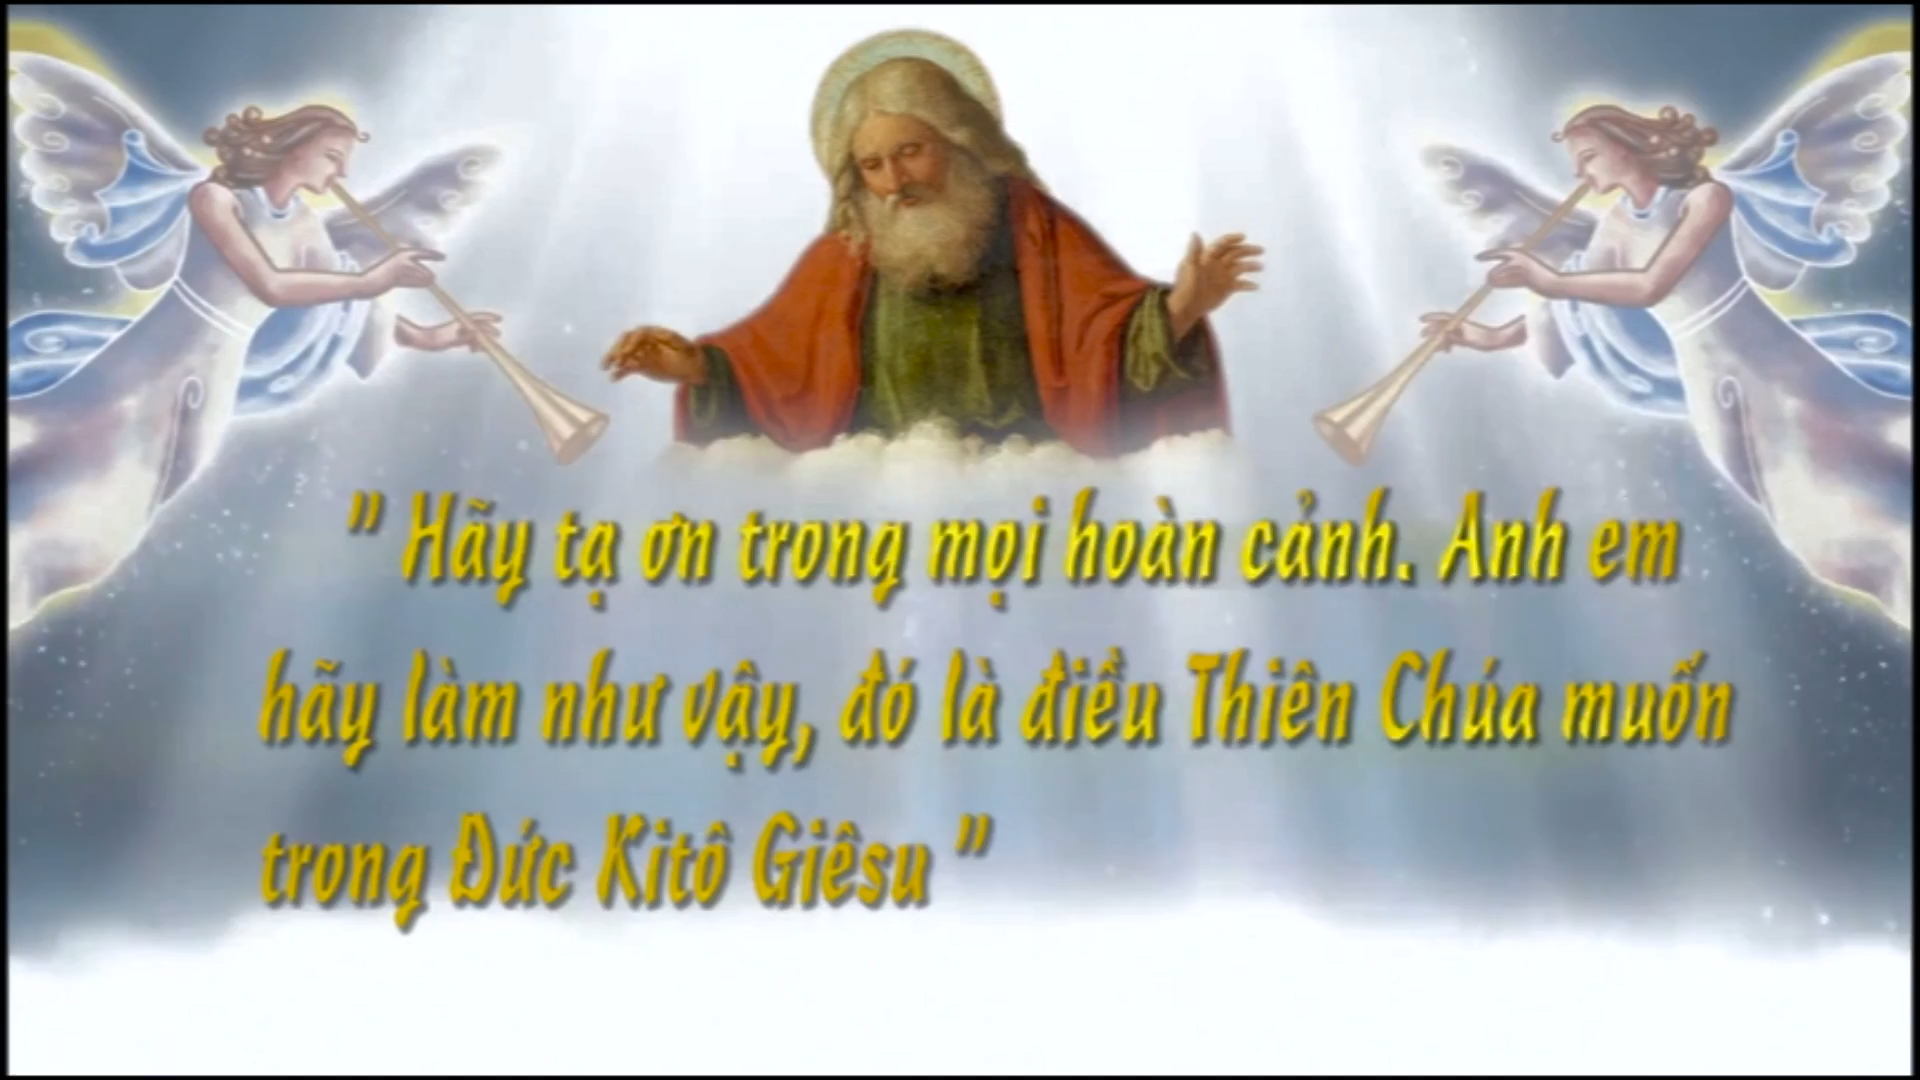 " Hãy tạ ơn trong mọi hoàn cảnh. Anh em
hãy làm như vậy, đó là điều Thiên Chúa muốn
trong Đức Kitô Giêsu "